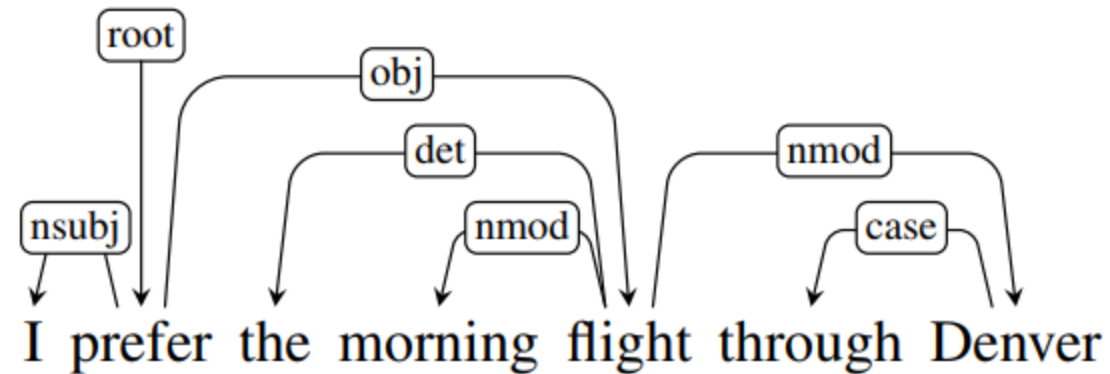 root
obj
det nmod
nsubj nmod case
I prefer the morning flight through Denver